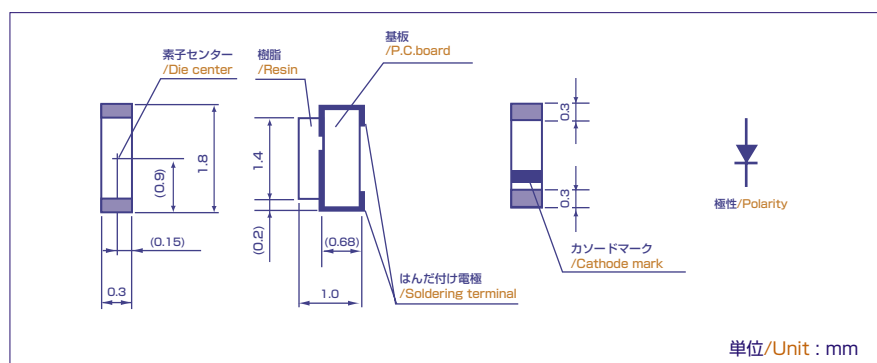 素子センター
/Die center
樹脂
/Resin
基板
/P.C.board
(0.9)
1.8
(0.15)
0.3
1.4
(0.2)
(0.68)
1.0
はんだ付け電極
/Soldering terminal
0.3
0.3
カソードマーク
/Cathode mark
極性/Polarity
単位/Unit : mm